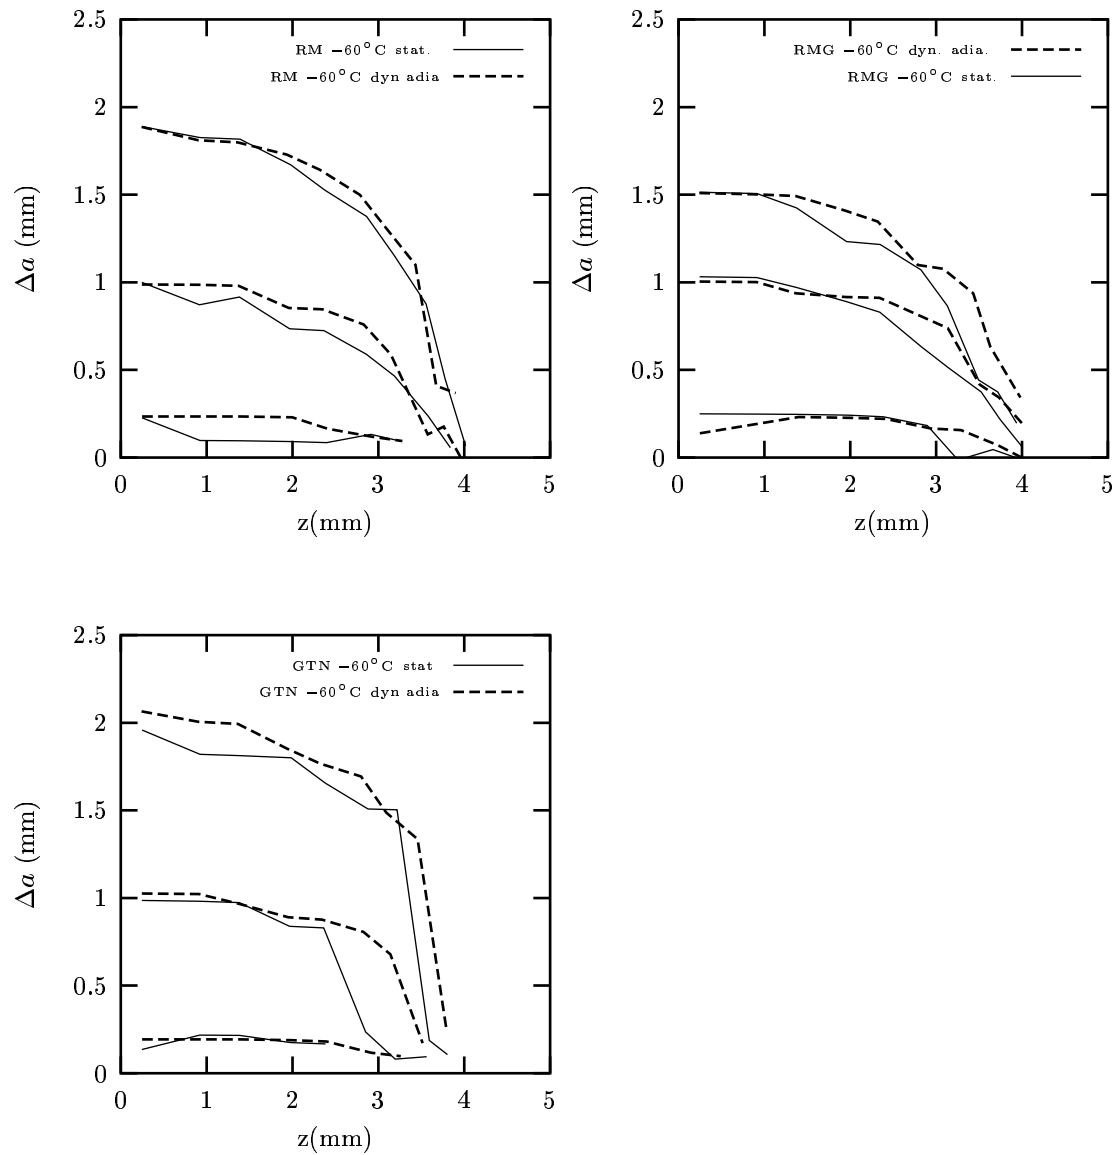 2.5
RM −60°C stat.
RM −60°C dyn adia
2
1.5
1
0.5
0
Δa (mm)
0 1 2 3 4 5
z(mm)
2.5
RMG −60°C dyn. adia.
RMG −60°C stat.
2
1.5
1
0.5
0
Δa (mm)
0 1 2 3 4 5
z(mm)
2.5
GTN −60°C stat
GTN −60°C dyn adia
2
1.5
1
0.5
0
Δa (mm)
0 1 2 3 4 5
z(mm)